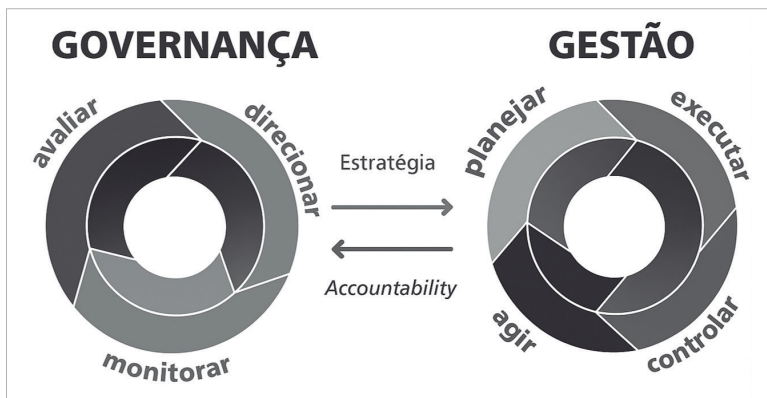 GOVERNANÇA
avaliar
direcionar
monitorar
Estratégia
Accountability
GESTÃO
planejar
executar
controlar
agir